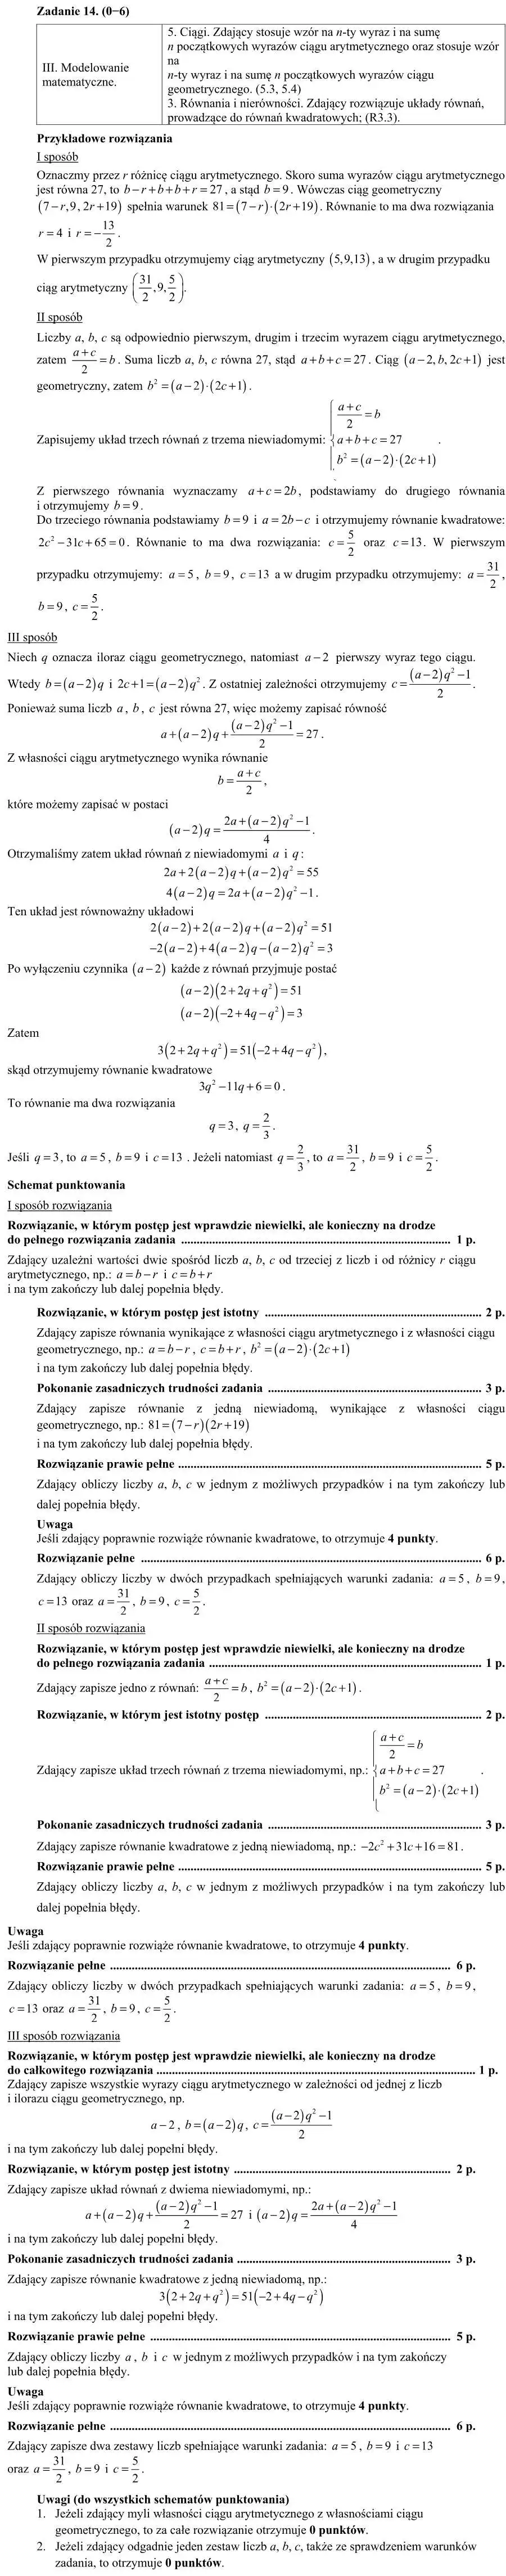 Zadanie 14. (0−6)
III. Modelowanie
matematyczne.
5. Ciągi. Zdający stosuje wzór na n-ty wyraz i na sumę
n początkowych wyrazów ciągu arytmetycznego oraz stosuje wzór
na
n-ty wyraz i na sumę n początkowych wyrazów ciągu
geometrycznego. (5.3, 5.4)
3. Równania i nierówności. Zdający rozwiązuje układy równań,
prowadzące do równań kwadratowych; (R3.3).
Przykładowe rozwiązania
I sposób
Oznaczmy przez r różnicę ciągu arytmetycznego. Skoro suma wyrazów ciągu arytmetycznego
jest równa 27, to b−r+b+b+r=27, a stąd b=9. Wówczas ciąg geometryczny
(7−r,9,2r+19) spełnia warunek 81=(7−r)·(2r+19). Równanie to ma dwa rozwiązania
r=4 i r=−13/2.
W pierwszym przypadku otrzymujemy ciąg arytmetyczny (5,9,13), a w drugim przypadku
ciąg arytmetyczny (31/2,9,5/2).
II sposób
Liczby a, b, c są odpowiednio pierwszym, drugim i trzecim wyrazem ciągu arytmetycznego,
zatem (a+c)/2=b. Suma liczb a, b, c równa 27, stąd a+b+c=27. Ciąg (a−2,b,2c+1) jest
geometryczny, zatem b²=(a−2)·(2c+1).
Zapisujemy układ trzech równań z trzema niewiadomymi: { (a+c)/2=b
a+b+c=27 .
b²=(a−2)·(2c+1)
Z pierwszego równania wyznaczamy a+c=2b, podstawiamy do drugiego równania
i otrzymujemy b=9.
Do trzeciego równania podstawiamy b=9 i a=2b−c i otrzymujemy równanie kwadratowe:
2c²−31c+65=0. Równanie to ma dwa rozwiązania: c=5/2 oraz c=13. W pierwszym
przypadku otrzymujemy: a=5, b=9, c=13 a w drugim przypadku otrzymujemy: a=31/2,
b=9, c=5/2.
III sposób
Niech q oznacza iloraz ciągu geometrycznego, natomiast a−2 pierwszy wyraz tego ciągu.
Wtedy b=(a−2)q i 2c+1=(a−2)q². Z ostatniej zależności otrzymujemy c=((a−2)q²−1)/2.
Ponieważ suma liczb a, b, c jest równa 27, więc możemy zapisać równość
a+(a−2)q+((a−2)q²−1)/2=27.
Z własności ciągu arytmetycznego wynika równanie
b=(a+c)/2,
które możemy zapisać w postaci
(a−2)q=(2a+(a−2)q²−1)/4.
Otrzymaliśmy zatem układ równań z niewiadomymi a i q:
2a+2(a−2)q+(a−2)q²=55
4(a−2)q=2a+(a−2)q²−1.
Ten układ jest równoważny układowi
2(a−2)+2(a−2)q+(a−2)q²=51
−2(a−2)+4(a−2)q−(a−2)q²=3
Po wyłączeniu czynnika (a−2) każde z równań przyjmuje postać
(a−2)(2+2q+q²)=51
(a−2)(−2+4q−q²)=3
Zatem
3(2+2q+q²)=51(−2+4q−q²),
skąd otrzymujemy równanie kwadratowe
3q²−11q+6=0.
To równanie ma dwa rozwiązania
q=3, q=2/3.
Jeśli q=3, to a=5, b=9 i c=13. Jeżeli natomiast q=2/3, to a=31/2, b=9 i c=5/2.
Schemat punktowania
I sposób rozwiązania
Rozwiązanie, w którym postęp jest wprawdzie niewielki, ale konieczny na drodze
do pełnego rozwiązania zadania ........ 1 p.
Zdający uzależni wartości dwie spośród liczb a, b, c od trzeciej z liczb i od różnicy r ciągu
arytmetycznego, np.: a=b−r i c=b+r
i na tym zakończy lub dalej popełnia błędy.
Rozwiązanie, w którym postęp jest istotny ........ 2 p.
Zdający zapisze równania wynikające z własności ciągu arytmetycznego i z własności ciągu
geometrycznego, np.: a=b−r, c=b+r, b²=(a−2)·(2c+1)
i na tym zakończy lub dalej popełnia błędy.
Pokonanie zasadniczych trudności zadania ........ 3 p.
Zdający zapisze równanie z jedną niewiadomą, wynikające z własności ciągu
geometrycznego, np.: 81=(7−r)(2r+19)
i na tym zakończy lub dalej popełnia błędy.
Rozwiązanie prawie pełne ........ 5 p.
Zdający obliczy liczby a, b, c w jednym z możliwych przypadków i na tym zakończy lub
dalej popełnia błędy.
Uwaga
Jeśli zdający poprawnie rozwiąże równanie kwadratowe, to otrzymuje 4 punkty.
Rozwiązanie pełne ........ 6 p.
Zdający obliczy liczby w dwóch przypadkach spełniających warunki zadania: a=5, b=9,
c=13 oraz a=31/2, b=9, c=5/2.
II sposób rozwiązania
Rozwiązanie, w którym postęp jest wprawdzie niewielki, ale konieczny na drodze
do pełnego rozwiązania zadania ........ 1 p.
Zdający zapisze jedno z równań: (a+c)/2=b, b²=(a−2)·(2c+1).
Rozwiązanie, w którym jest istotny postęp ........ 2 p.
Zdający zapisze układ trzech równań z trzema niewiadomymi, np.: { (a+c)/2=b
a+b+c=27 .
b²=(a−2)·(2c+1)
Pokonanie zasadniczych trudności zadania ........ 3 p.
Zdający zapisze równanie kwadratowe z jedną niewiadomą, np.: −2c²+31c+16=81.
Rozwiązanie prawie pełne ........ 5 p.
Zdający obliczy liczby a, b, c w jednym z możliwych przypadków i na tym zakończy lub
dalej popełnia błędy.
Uwaga
Jeśli zdający poprawnie rozwiąże równanie kwadratowe, to otrzymuje 4 punkty.
Rozwiązanie pełne ........ 6 p.
Zdający obliczy liczby w dwóch przypadkach spełniających warunki zadania: a=5, b=9,
c=13 oraz a=31/2, b=9, c=5/2.
III sposób rozwiązania
Rozwiązanie, w którym postęp jest wprawdzie niewielki, ale konieczny na drodze
do całkowitego rozwiązania ........ 1 p.
Zdający zapisze wszystkie wyrazy ciągu arytmetycznego w zależności od jednej z liczb
i ilorazu ciągu geometrycznego, np.
a−2, b=(a−2)q, c=((a−2)q²−1)/2
i na tym zakończy lub dalej popełni błędy.
Rozwiązanie, w którym postęp jest istotny ........ 2 p.
Zdający zapisze układ równań z dwiema niewiadomymi, np.:
a+(a−2)q+((a−2)q²−1)/2=27 i (a−2)q=(2a+(a−2)q²−1)/4
i na tym zakończy lub dalej popełni błędy.
Pokonanie zasadniczych trudności zadania ........ 3 p.
Zdający zapisze równanie kwadratowe z jedną niewiadomą, np.:
3(2+2q+q²)=51(−2+4q−q²)
i na tym zakończy lub dalej popełni błędy.
Rozwiązanie prawie pełne ........ 5 p.
Zdający obliczy liczby a, b i c w jednym z możliwych przypadków i na tym zakończy
lub dalej popełnia błędy.
Uwaga
Jeśli zdający poprawnie rozwiąże równanie kwadratowe, to otrzymuje 4 punkty.
Rozwiązanie pełne ........ 6 p.
Zdający zapisze dwa zestawy liczb spełniające warunki zadania: a=5, b=9 i c=13
oraz a=31/2, b=9 i c=5/2.
Uwagi (do wszystkich schematów punktowania)
1. Jeżeli zdający myli własności ciągu arytmetycznego z własnościami ciągu
geometrycznego, to za całe rozwiązanie otrzymuje 0 punktów.
2. Jeżeli zdający odgadnie jeden zestaw liczb a, b, c, także ze sprawdzeniem warunków
zadania, to otrzymuje 0 punktów.